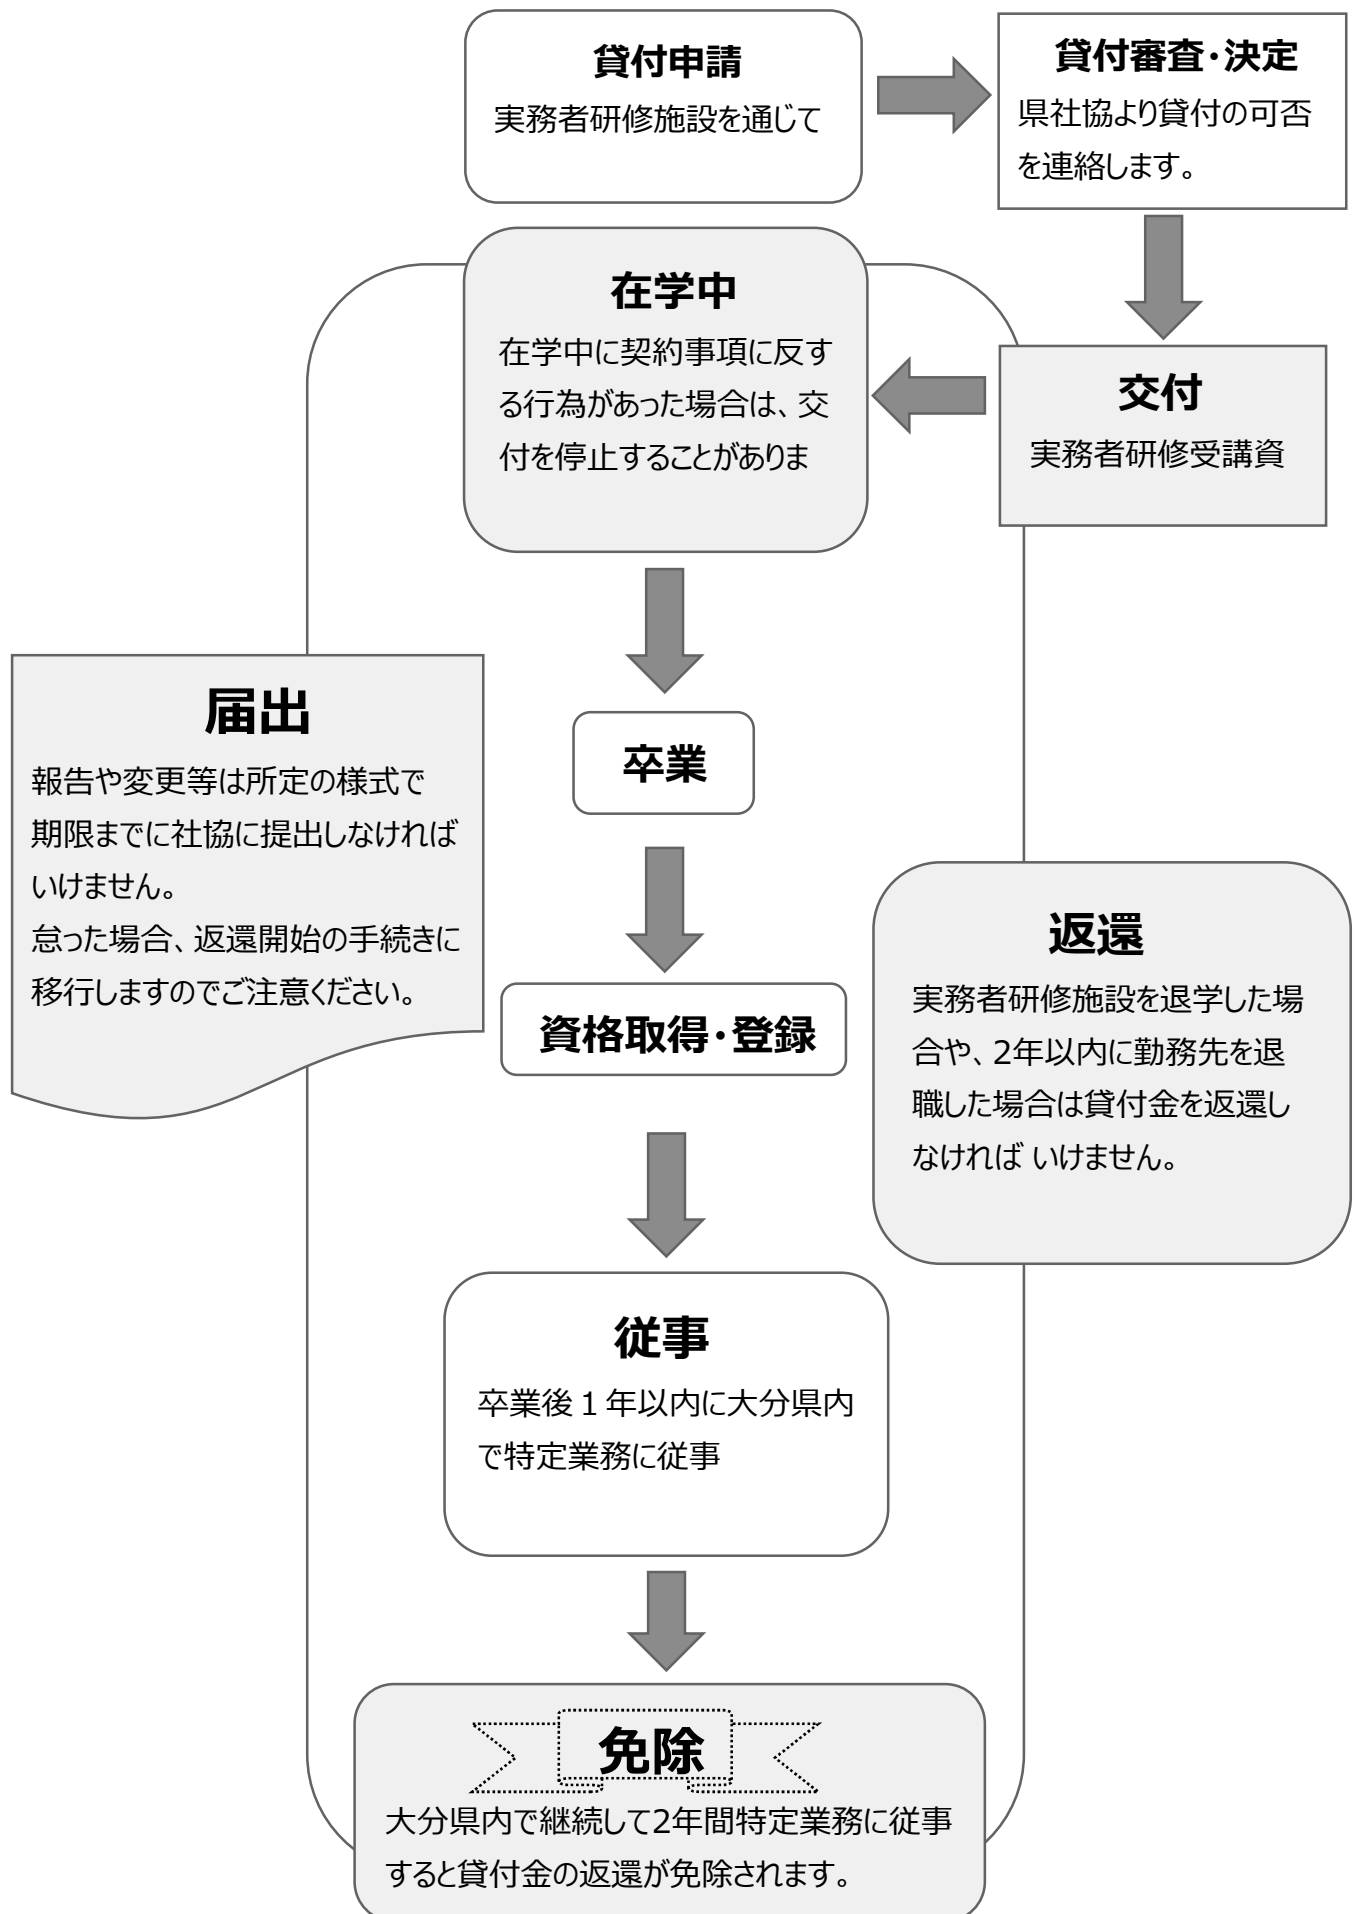 貸付申請
実務者研修施設を通じて
貸付審査・決定
県社協より貸付の可否
を連絡します。
交付
実務者研修受講資
在学中
在学中に契約事項に反す
る行為があった場合は、交
付を停止することがありま
卒業
届出
報告や変更等は所定の様式で
期限までに社協に提出しなければ
いけません。
怠った場合、返還開始の手続きに
移行しますのでご注意ください。
資格取得・登録
返還
実務者研修施設を退学した場
合や、2年以内に勤務先を退
職した場合は貸付金を返還し
なければ いけません。
従事
卒業後１年以内に大分県内
で特定業務に従事
免除
大分県内で継続して2年間特定業務に従事
すると貸付金の返還が免除されます。